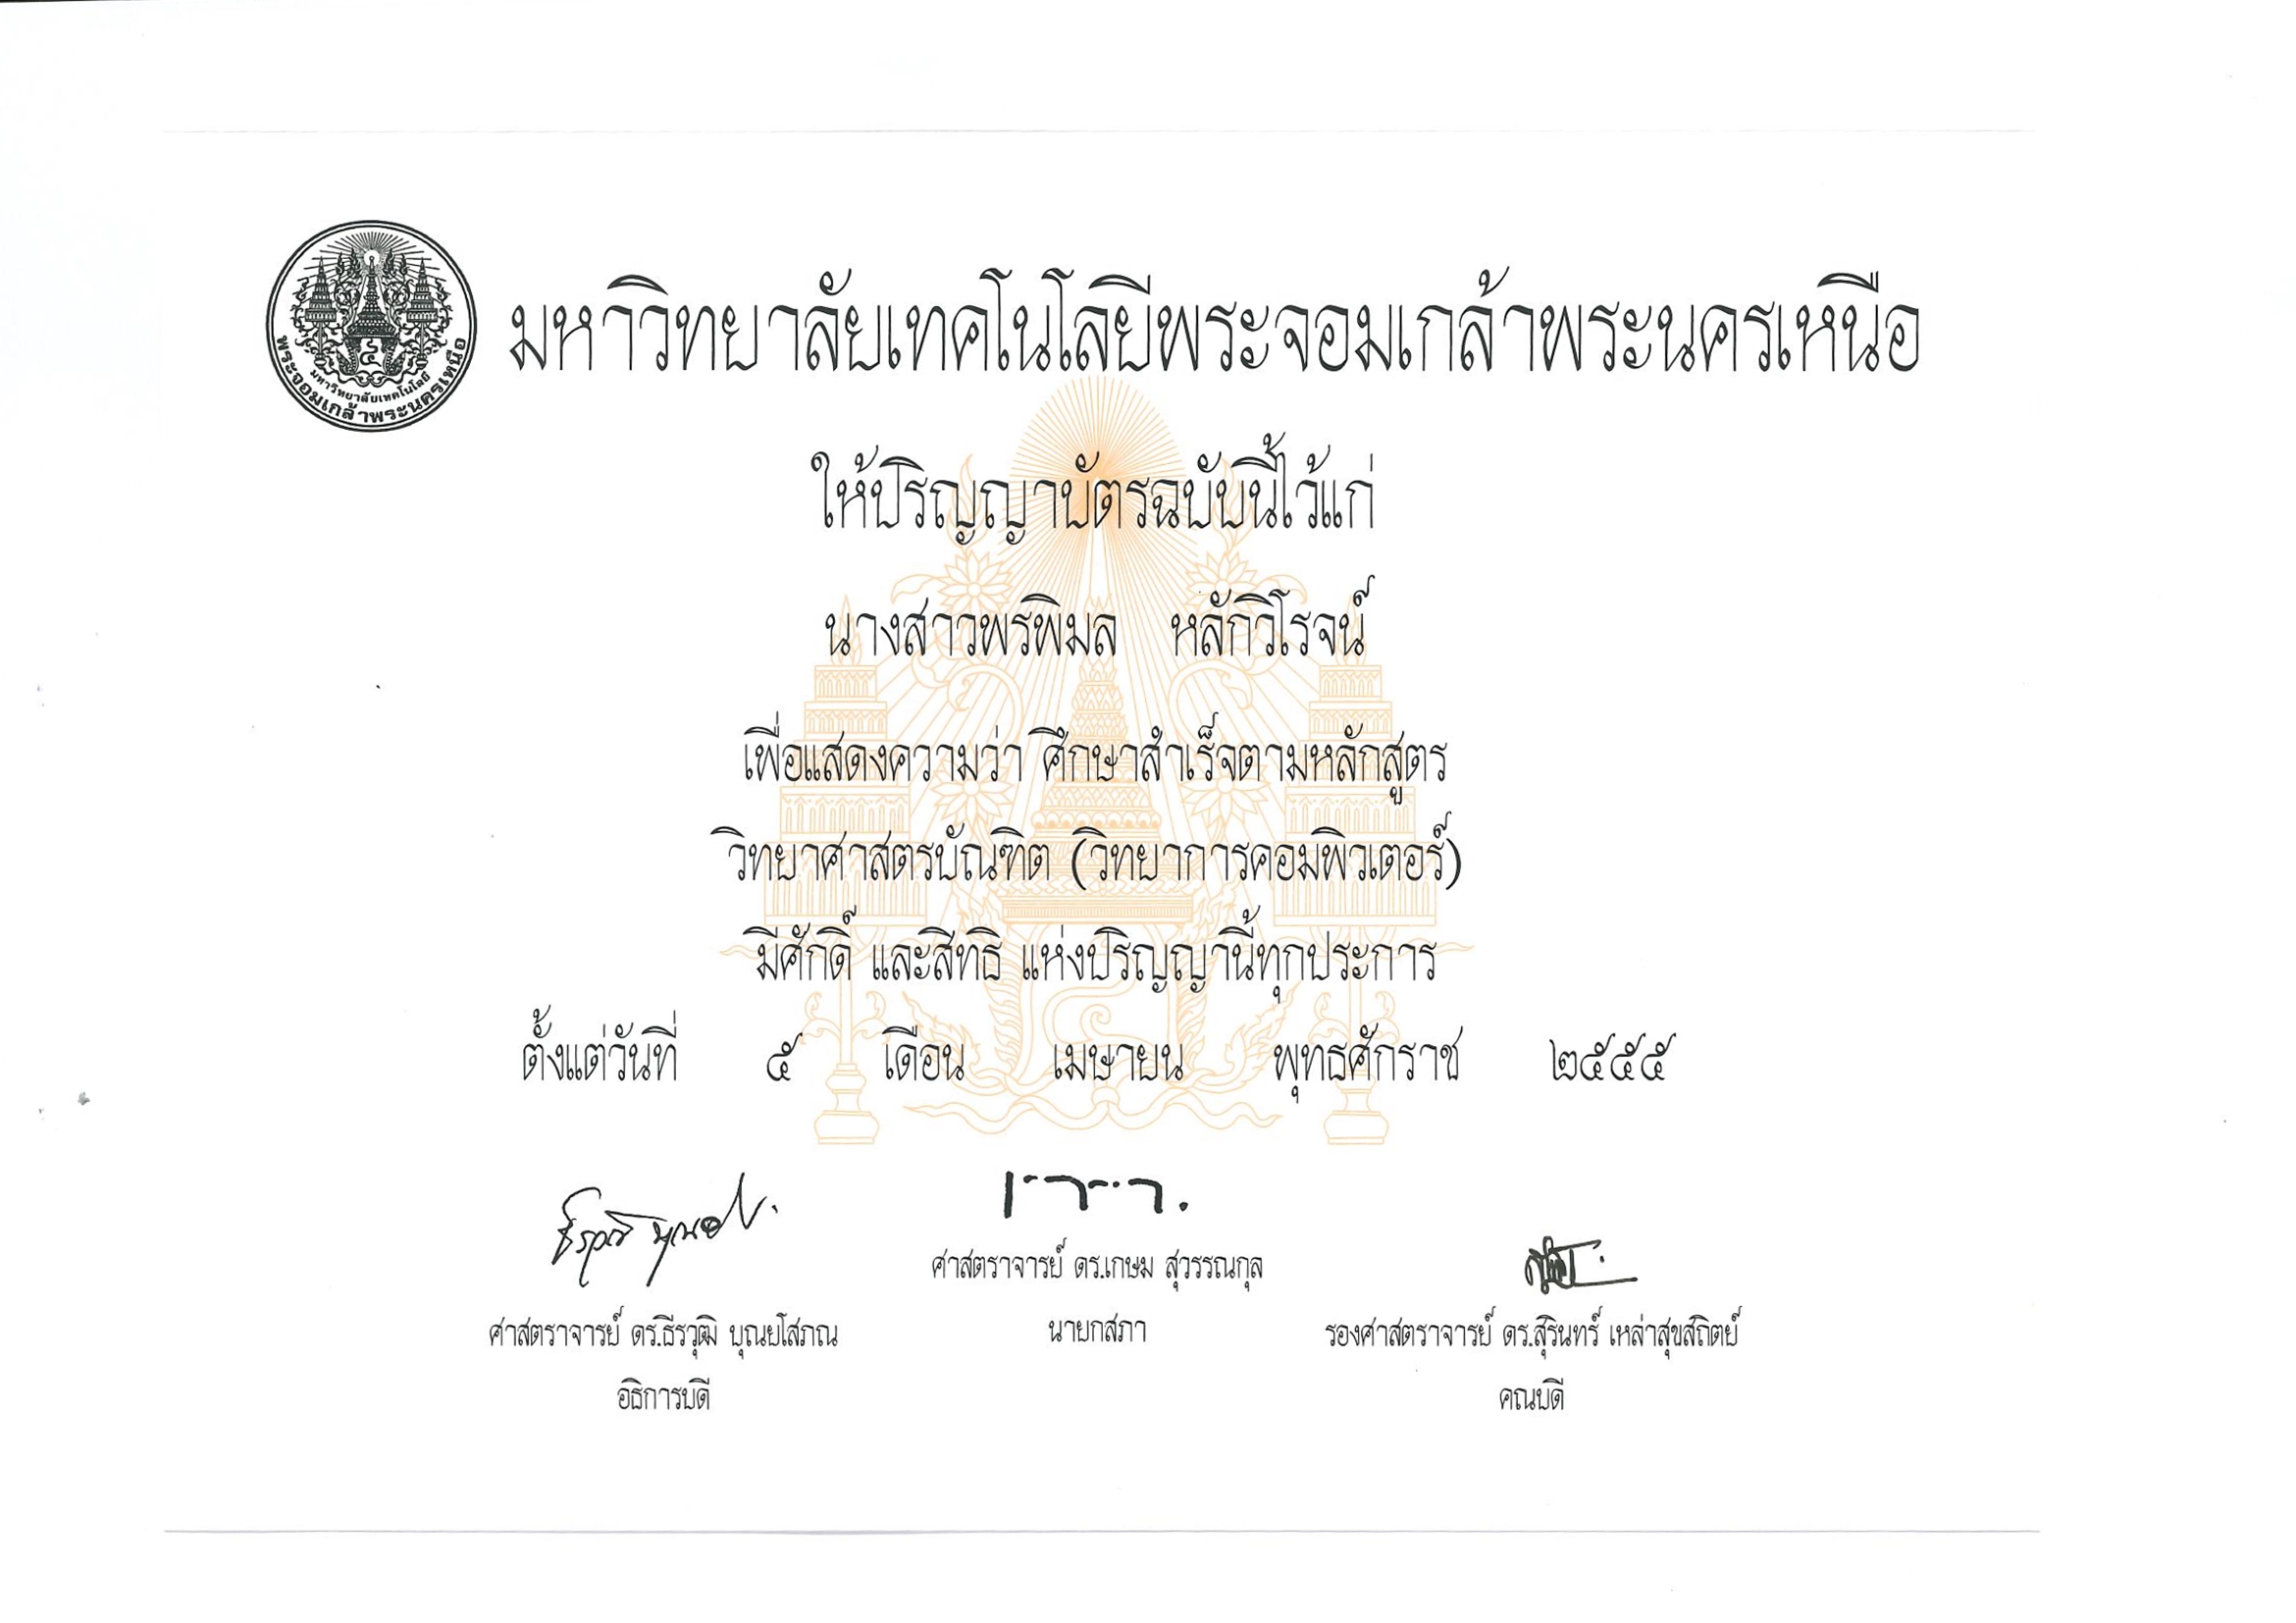 มหาวิทยาลัยเทคโนโลยีพระจอมเกล้าพระนครเหนือ
มหาวิทยาลัยเทคโนโลยี
พระจอมเกล้าพระนครเหนือ
ให้ปริญญาบัตรฉบับนี้ไว้แก่
นางสาวพรพิมล หลักวิโรจน์
เพื่อแสดงความว่า ศึกษาสำเร็จตามหลักสูตร
วิทยาศาสตรบัณฑิต (วิทยาการคอมพิวเตอร์)
มีศักดิ์ และสิทธิ แห่งปริญญานี้ทุกประการ
ตั้งแต่วันที่ ๕ เดือน เมษายน พุทธศักราช ๒๕๕๕
ศาสตราจารย์ ดร.เกษม สุวรรณกุล
นายกสภา
ศาสตราจารย์ ดร.ธีรวุฒิ บุณยโสภณ
อธิการบดี
รองศาสตราจารย์ ดร.สุรินทร์ เหล่าสุขสถิตย์
คณบดี